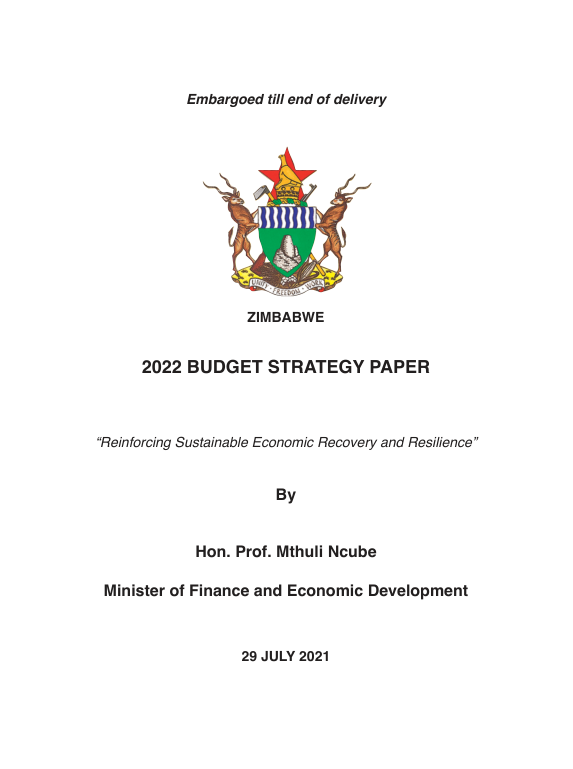 Embargoed till end of delivery
UNITY FREEDOM WORK
ZIMBABWE
2022 BUDGET STRATEGY PAPER
“Reinforcing Sustainable Economic Recovery and Resilience”
By
Hon. Prof. Mthuli Ncube
Minister of Finance and Economic Development
29 JULY 2021